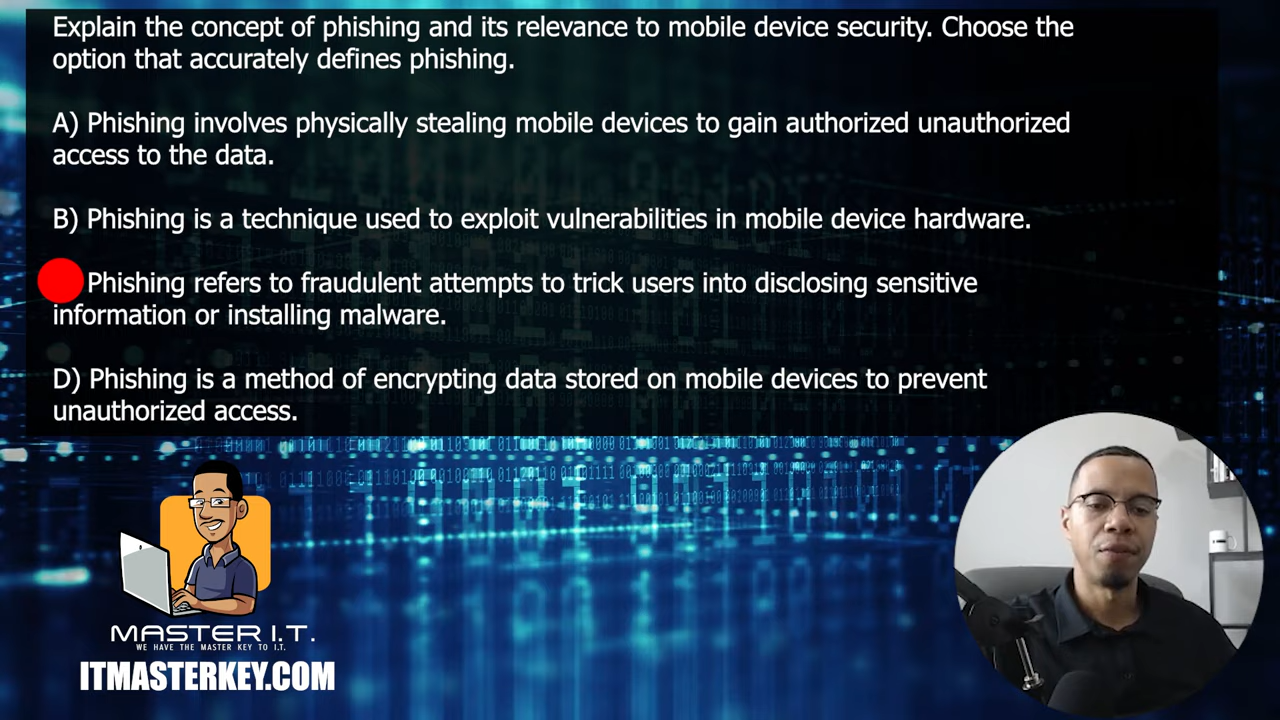 Explain the concept of phishing and its relevance to mobile device security. Choose the
option that accurately defines phishing.
A) Phishing involves physically stealing mobile devices to gain authorized unauthorized
access to the data.
B) Phishing is a technique used to exploit vulnerabilities in mobile device hardware.
Phishing refers to fraudulent attempts to trick users into disclosing sensitive
information or installing malware.
D) Phishing is a method of encrypting data stored on mobile devices to prevent
unauthorized access.
MASTER I.T.
WE HAVE THE MASTER KEY TO I.T.
ITMASTERKEY.COM